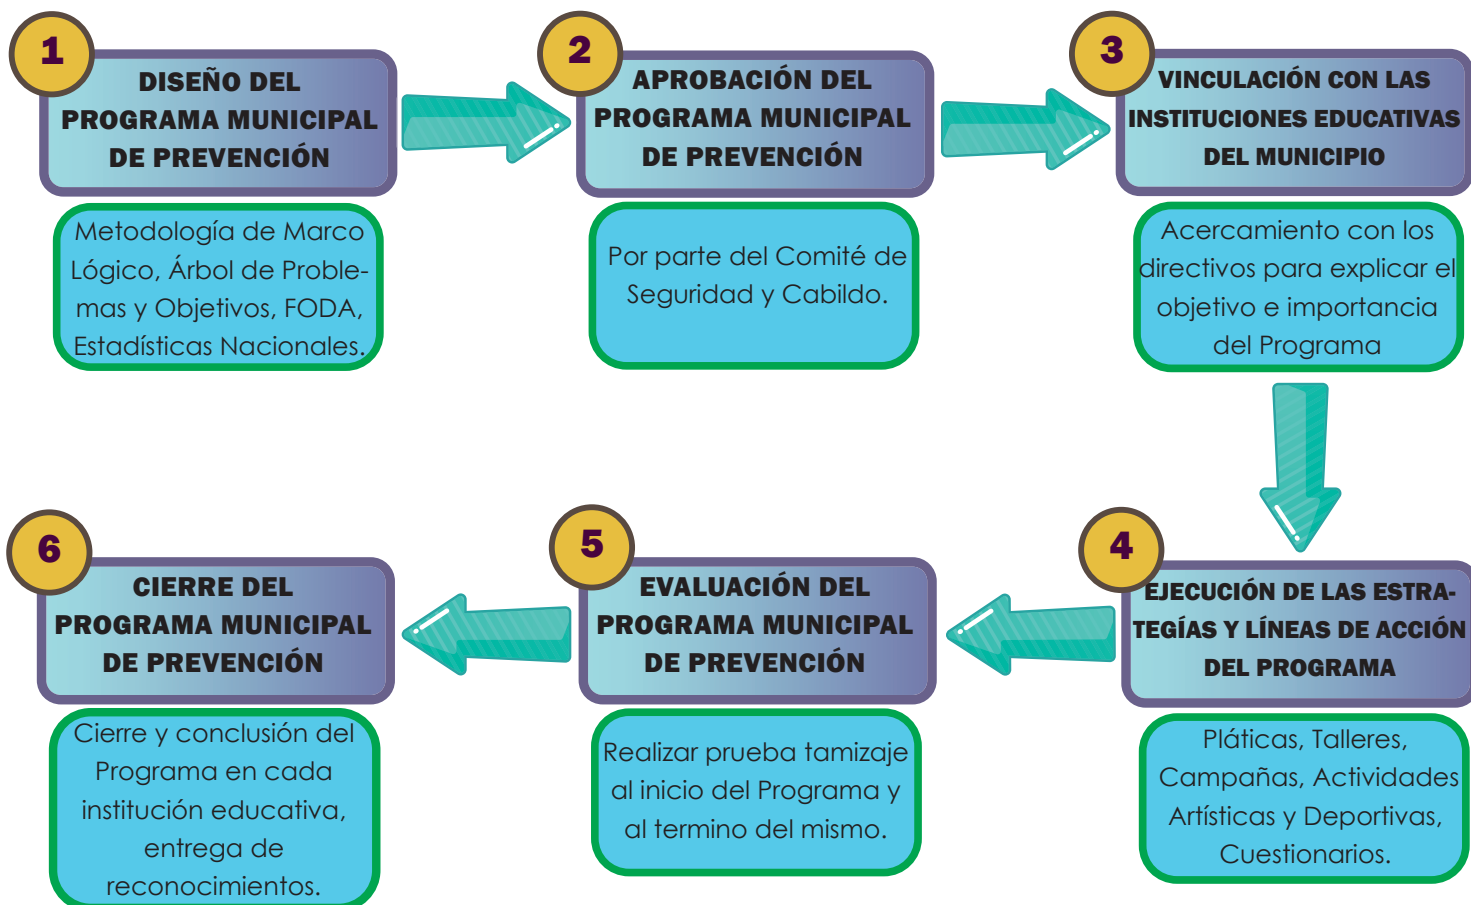 1
DISEÑO DEL
PROGRAMA MUNICIPAL
DE PREVENCIÓN
Metodología de Marco
Lógico, Árbol de Proble-
mas y Objetivos, FODA,
Estadísticas Nacionales.
2
APROBACIÓN DEL
PROGRAMA MUNICIPAL
DE PREVENCIÓN
Por parte del Comité de
Seguridad y Cabildo.
3
VINCULACIÓN CON LAS
INSTITUCIONES EDUCATIVAS
DEL MUNICIPIO
Acercamiento con los
directivos para explicar el
objetivo e importancia
del Programa
4
EJECUCIÓN DE LAS ESTRA-
TEGÍAS Y LÍNEAS DE ACCIÓN
DEL PROGRAMA
Pláticas, Talleres,
Campañas, Actividades
Artísticas y Deportivas,
Cuestionarios.
5
EVALUACIÓN DEL
PROGRAMA MUNICIPAL
DE PREVENCIÓN
Realizar prueba tamizaje
al inicio del Programa y
al termino del mismo.
6
CIERRE DEL
PROGRAMA MUNICIPAL
DE PREVENCIÓN
Cierre y conclusión del
Programa en cada
institución educativa,
entrega de
reconocimientos.